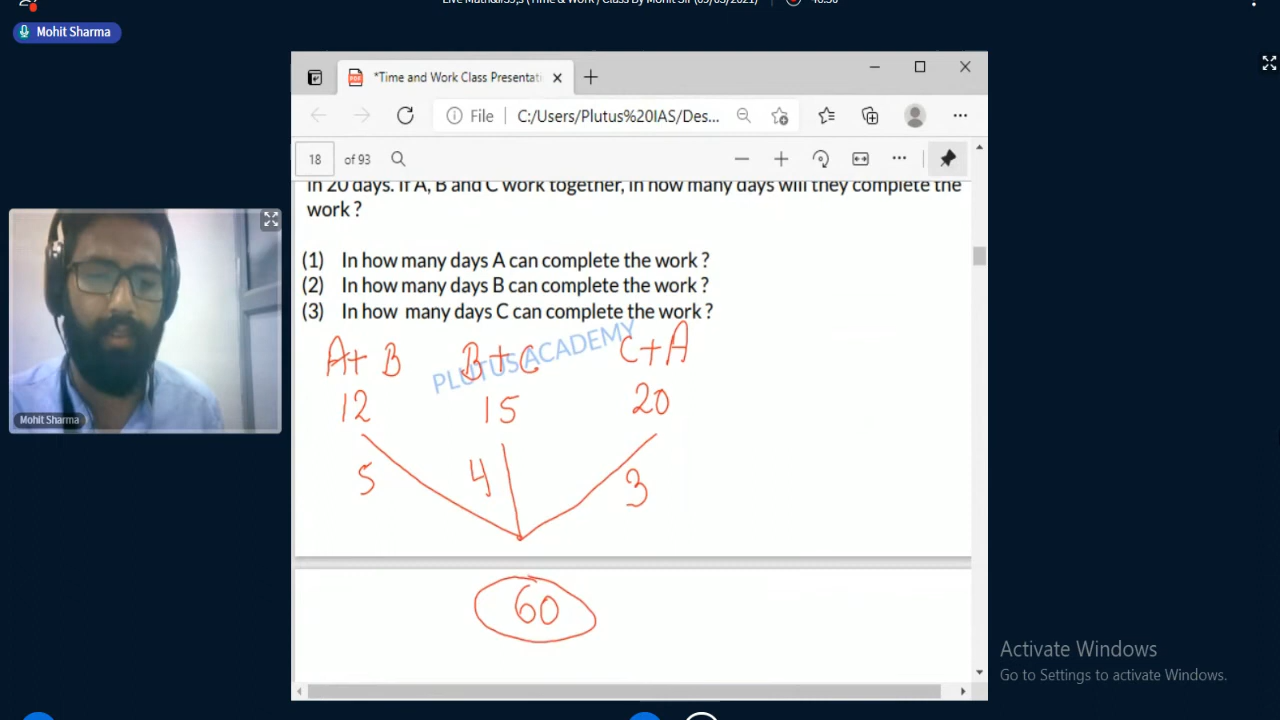 Mohit Sharma
*Time and Work Class Presentat
File C:/Users/Plutus%20IAS/Des...
18 of 93
in 20 days. If A, B and C work together, in how many days will they complete the
work ?
(1) In how many days A can complete the work ?
(2) In how many days B can complete the work ?
(3) In how many days C can complete the work ?
PLUTUS ACADEMY
A+ B B+C C+A
12 15 20
5 4 3
60
Mohit Sharma
Activate Windows
Go to Settings to activate Windows.